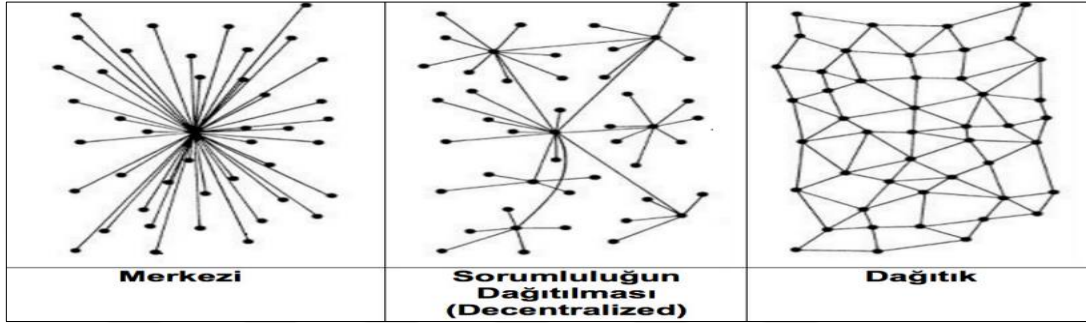 Merkezi
Sorumluluğun
Dağıtılması
(Decentralized)
Dağıtık